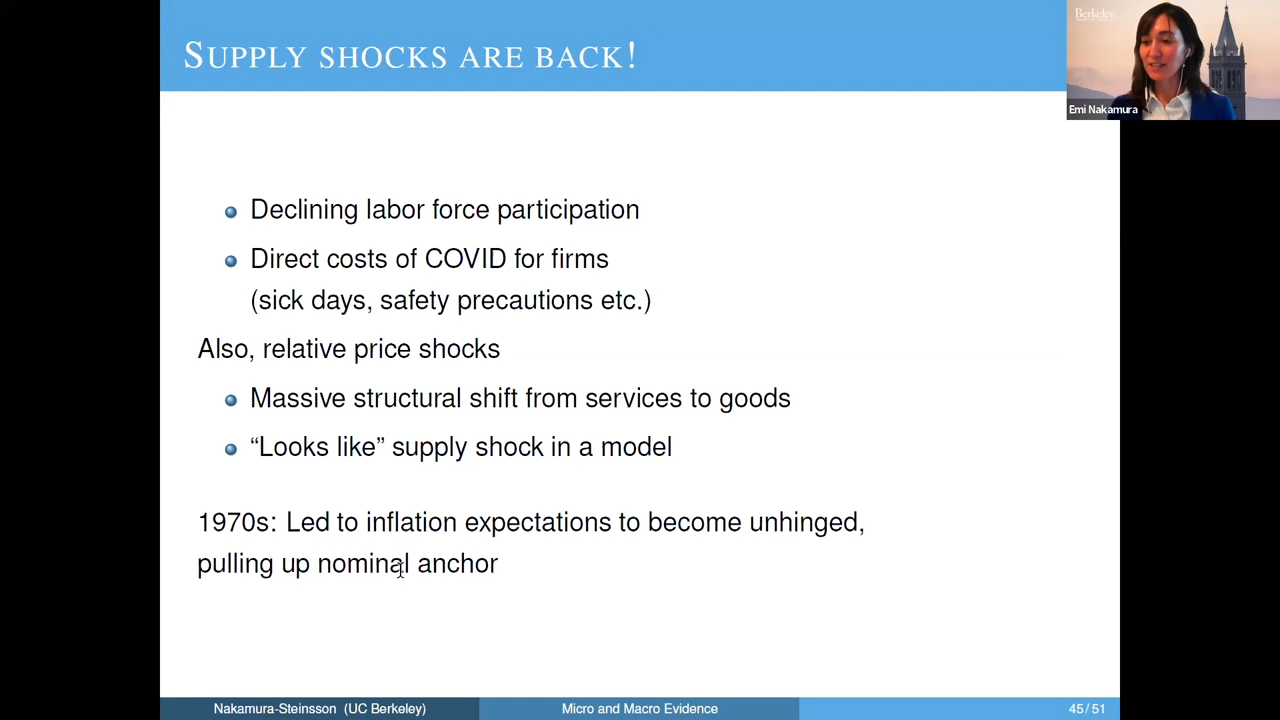 SUPPLY SHOCKS ARE BACK!
Berkeley
Emi Nakamura
Declining labor force participation
Direct costs of COVID for firms
(sick days, safety precautions etc.)
Also, relative price shocks
Massive structural shift from services to goods
“Looks like” supply shock in a model
1970s: Led to inflation expectations to become unhinged,
pulling up nominal anchor
Nakamura-Steinsson (UC Berkeley)
Micro and Macro Evidence
45/51